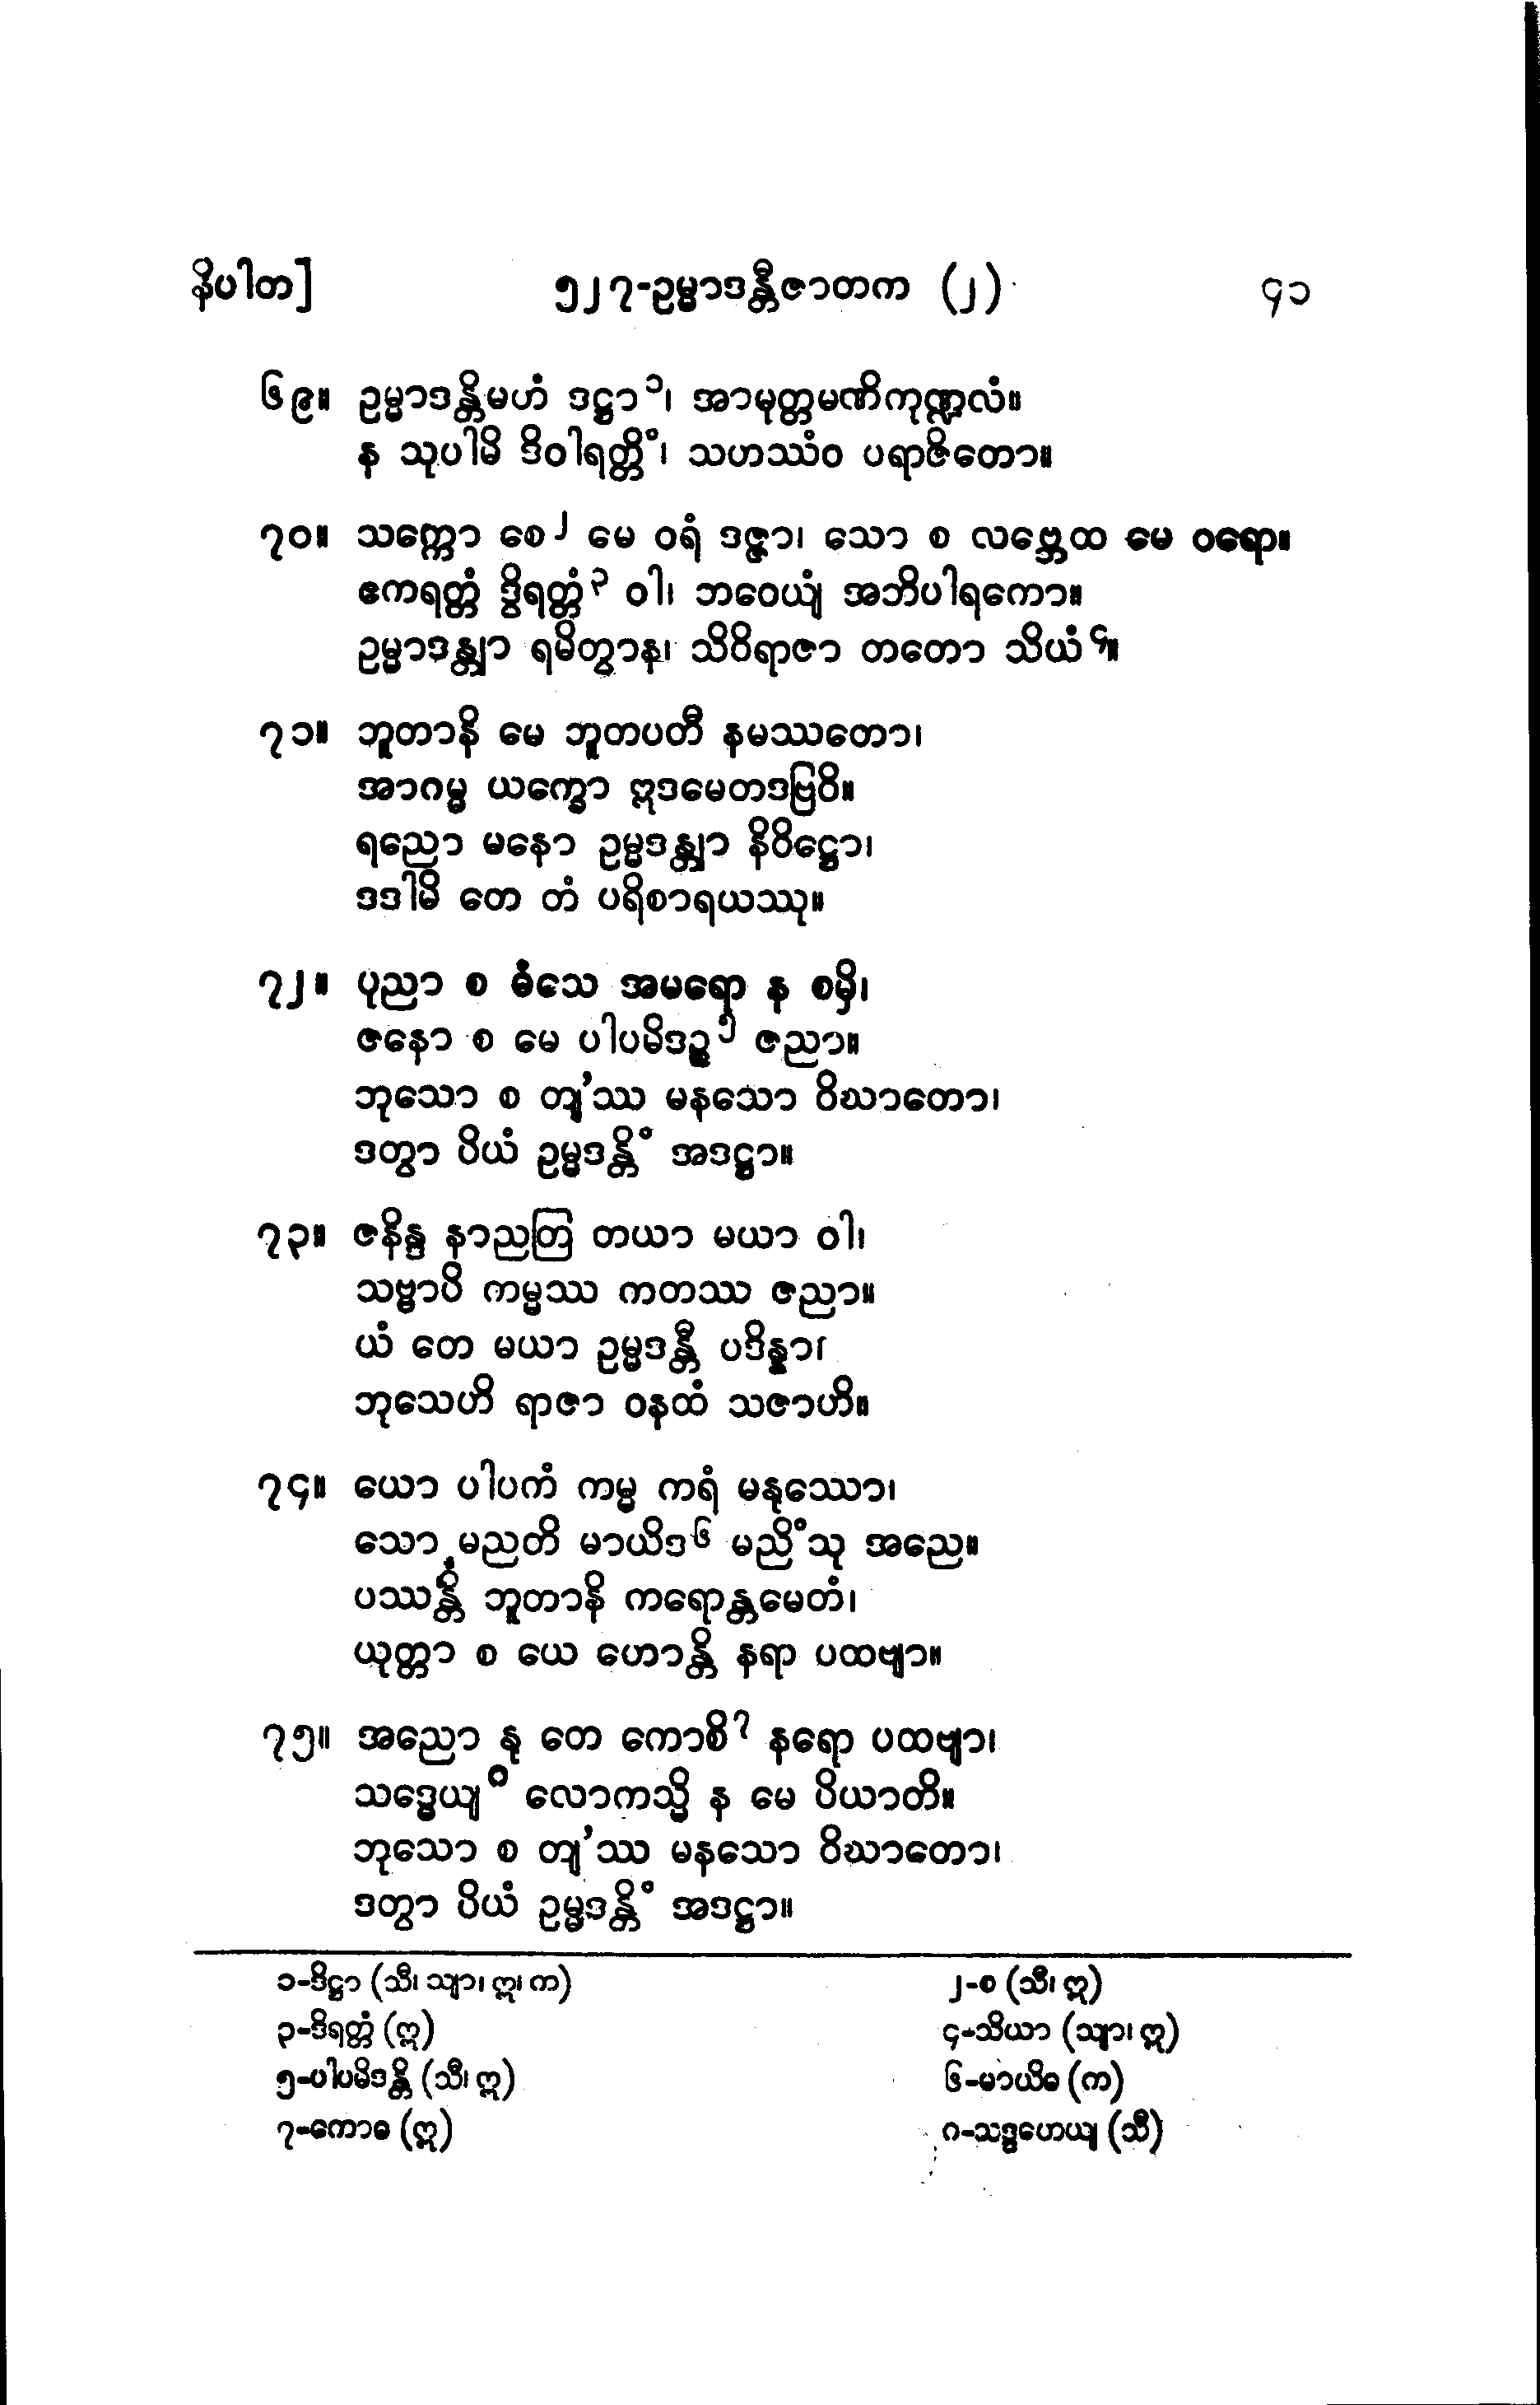 နိပါတ] ၅၂၇-ဥမ္မာဒန္တီဇာတက (၂) ၄၁
၆၉။ ဥမ္မာဒန္တိမဟံ ဒဋ္ဌာ၁၊ အာမုတ္တမဏိကုဏ္ဍလံ။
န သုပါမိ ဒိဝါရတ္တိံ၊ သဟဿံဝ ပရာဇိတော။
၇၀။ သက္ကော စေ၂ မေ ဝရံ ဒဇ္ဇာ၊ သော စ လဗ္ဘေထ မေ ဝရော။
ဧကရတ္တံ ဒွိရတ္တံ၃ ဝါ၊ ဘဝေယျံ အဘိပါရကော။
ဥမ္မာဒန္တျာ ရမိတွာန၊ သိဝိရာဇာ တတော သိယံ၄။
၇၁။ ဘူတာနိ မေ ဘူတပတီ နမဿတော၊
အာဂမ္မ ယက္ခော ဣဒမေတဒဗြဝိ။
ရညော မနော ဥမ္မဒန္တျာ နိဝိဋ္ဌော၊
ဒဒါမိ တေ တံ ပရိစာရယဿု။
၇၂။ ပုညာ စ ဓံသေ အမရော န စမှိ၊
ဇနော စ မေ ပါပမိဒဉ္စ၅ ဇညာ။
ဘုသော စ တျ'ဿ မနသော ဝိဃာတော၊
ဒတွာ ပိယံ ဥမ္မဒန္တိံ အဒဋ္ဌာ။
၇၃။ ဇနိန္ဒ နာညတြ တယာ မယာ ဝါ၊
သဗ္ဗာပိ ကမ္မဿ ကတဿ ဇညာ။
ယံ တေ မယာ ဥမ္မဒန္တီ ပဒိန္နာ၊
ဘုသေဟိ ရာဇာ ဝနထံ သဇာဟိ။
၇၄။ ယော ပါပကံ ကမ္မ ကရံ မနုဿော၊
သော မညတိ မာယိဒ၆ မညိံသု အညေ။
ပဿန္တိ ဘူတာနိ ကရောန္တမေတံ၊
ယုတ္တာ စ ယေ ဟောန္တိ နရာ ပထဗျာ။
၇၅။ အညော နု တေ ကောစိ၇ နရော ပထဗျာ၊
သဒ္ဓေယျ၈ လောကသ္မိ န မေ ပိယာတိ။
ဘုသော စ တျ'ဿ မနသော ဝိဃာတော၊
ဒတွာ ပိယံ ဥမ္မဒန္တိံ အဒဋ္ဌာ။
၁-ဒိဋ္ဌာ (သီ၊ သျာ၊ ဣ၊ က) ၂-စ (သီ၊ ဣ)
၃-ဒိရတ္တံ (ဣ) ၄-သိယာ (သျာ၊ ဣ)
၅-ပါပမိဒန္တိ (သီ၊ ဣ) ၆-မာယိဓ (က)
၇-ကောဓ (ဣ) ၈-သဒ္ဒဟေယျ (သီ)